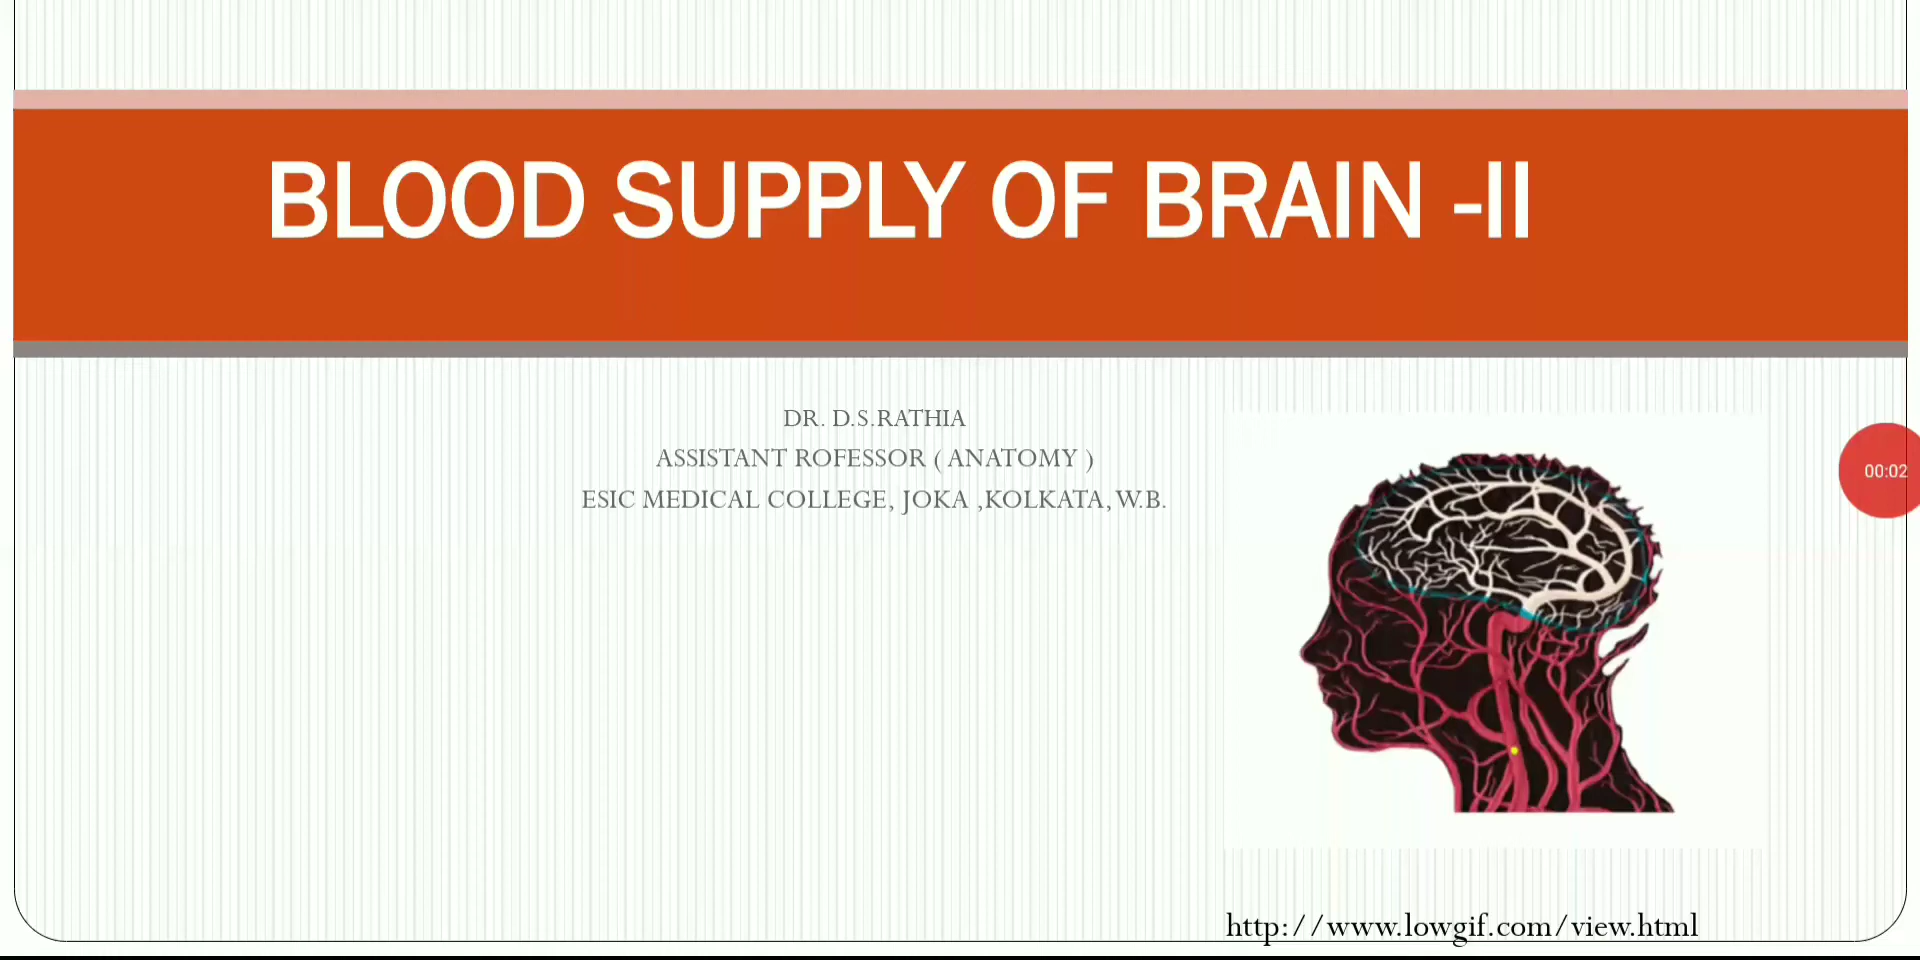 BLOOD SUPPLY OF BRAIN -II
DR. D.S.RATHIA
ASSISTANT ROFESSOR ( ANATOMY )
ESIC MEDICAL COLLEGE, JOKA ,KOLKATA, W.B.
00:02
http://www.lowgif.com/view.html